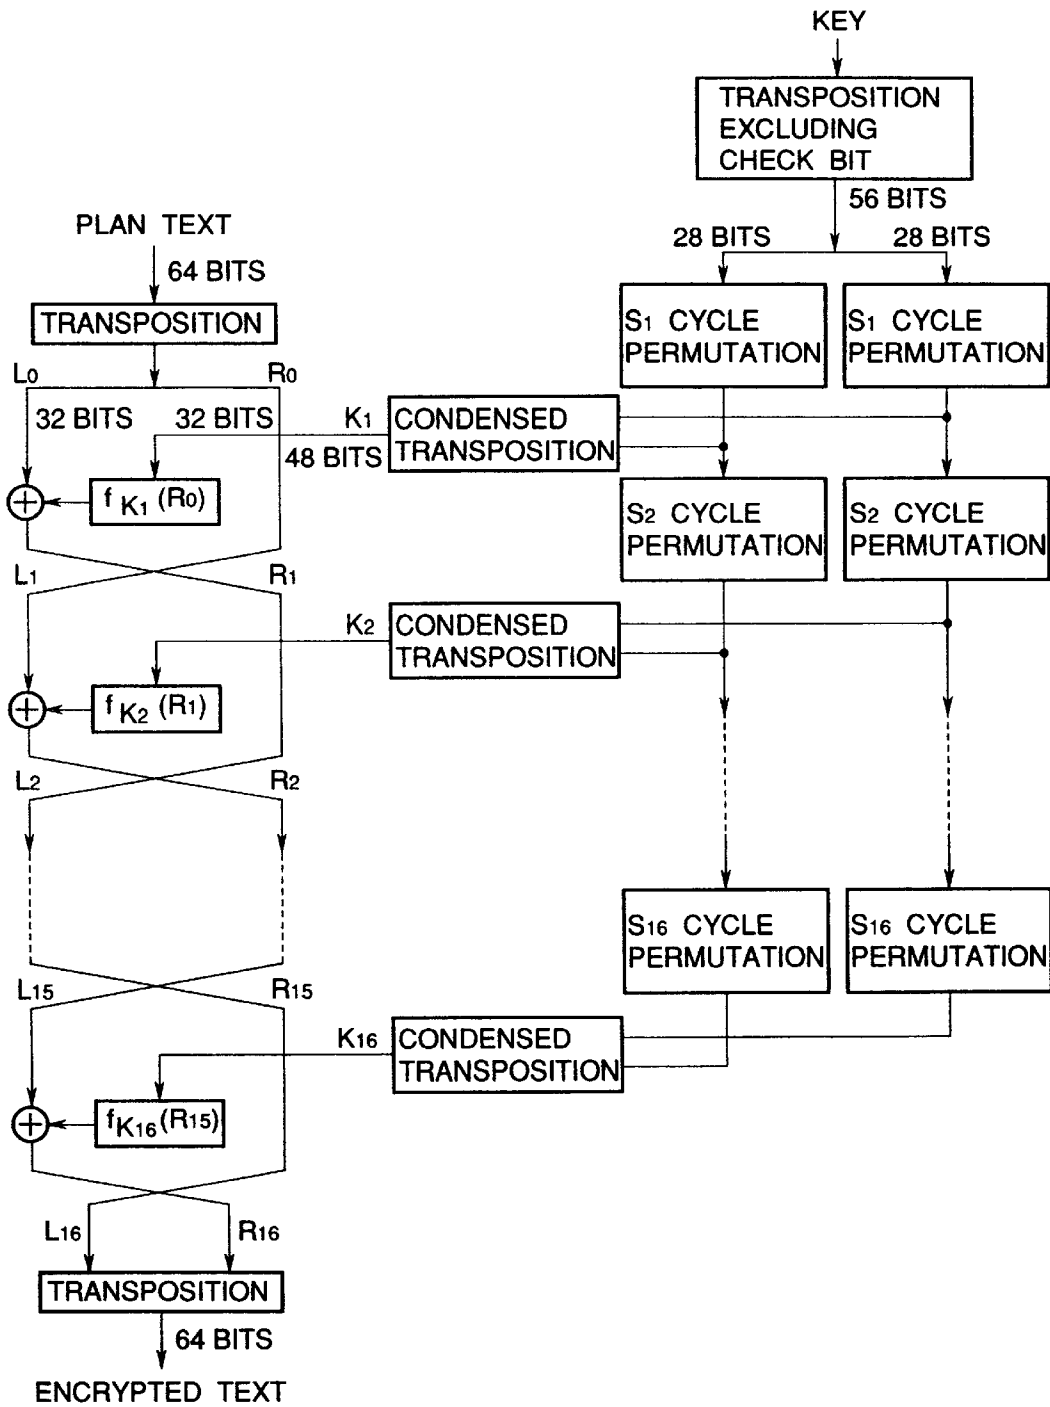 KEY
TRANSPOSITION
EXCLUDING
CHECK BIT
56 BITS
28 BITS
28 BITS
PLAN TEXT
64 BITS
TRANSPOSITION
S1 CYCLE
PERMUTATION
S1 CYCLE
PERMUTATION
L0
R0
32 BITS
32 BITS
K1
48 BITS
CONDENSED
TRANSPOSITION
f K1 (R0)
S2 CYCLE
PERMUTATION
S2 CYCLE
PERMUTATION
L1
R1
K2
CONDENSED
TRANSPOSITION
f K2 (R1)
L2
R2
S16 CYCLE
PERMUTATION
S16 CYCLE
PERMUTATION
L15
R15
K16
CONDENSED
TRANSPOSITION
f K16 (R15)
L16
R16
TRANSPOSITION
64 BITS
ENCRYPTED TEXT